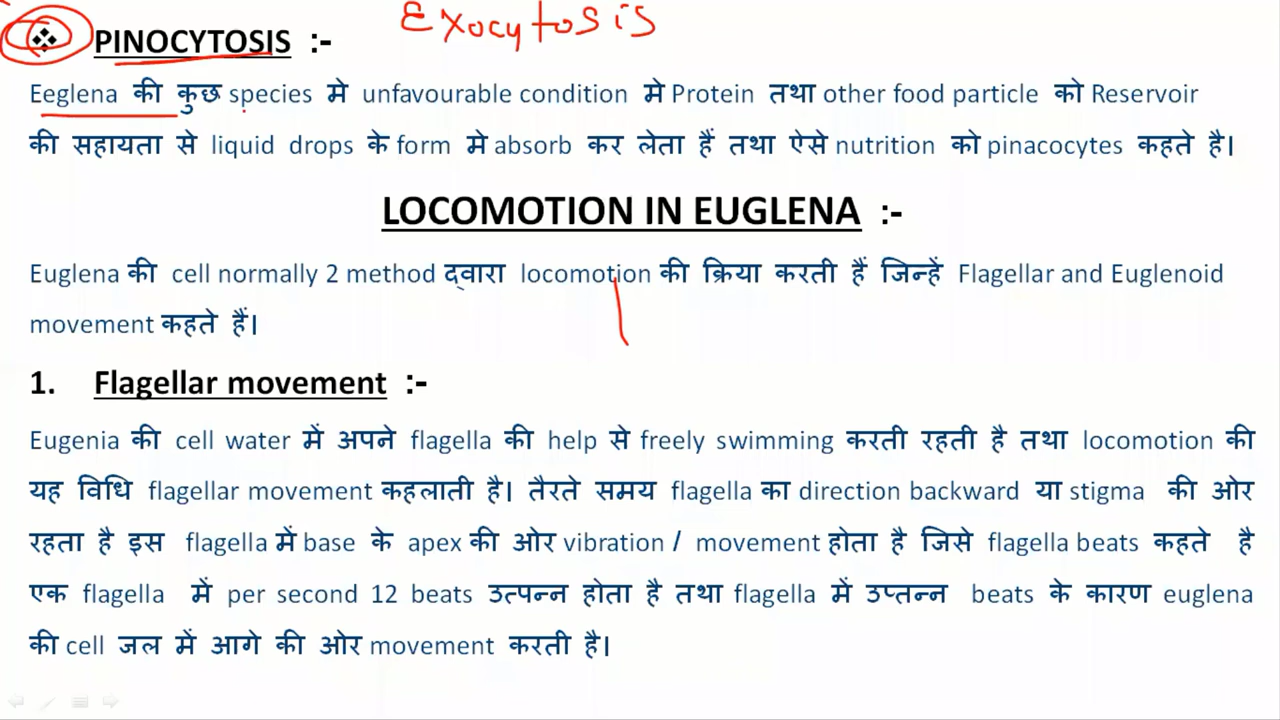 Exocytosis
❖ PINOCYTOSIS :-
Eeglena की कुछ species मे unfavourable condition मे Protein तथा other food particle को Reservoir
की सहायता से liquid drops के form मे absorb कर लेता हैं तथा ऐसे nutrition को pinacocytes कहते है।
LOCOMOTION IN EUGLENA :-
Euglena की cell normally 2 method दवारा locomotion की क्रिया करती हैं जिन्हें Flagellar and Euglenoid
movement कहते हैं।
1. Flagellar movement :-
Eugenia की cell water में अपने flagella की help से freely swimming करती रहती है तथा locomotion की
यह विधि flagellar movement कहलाती है। तैरते समय flagella का direction backward या stigma की ओर
रहता है इस flagella में base के apex की ओर vibration / movement होता है जिसे flagella beats कहते है
एक flagella में per second 12 beats उत्पन्न होता है तथा flagella में उप्तन्न beats के कारण euglena
की cell जल में आगे की ओर movement करती है।